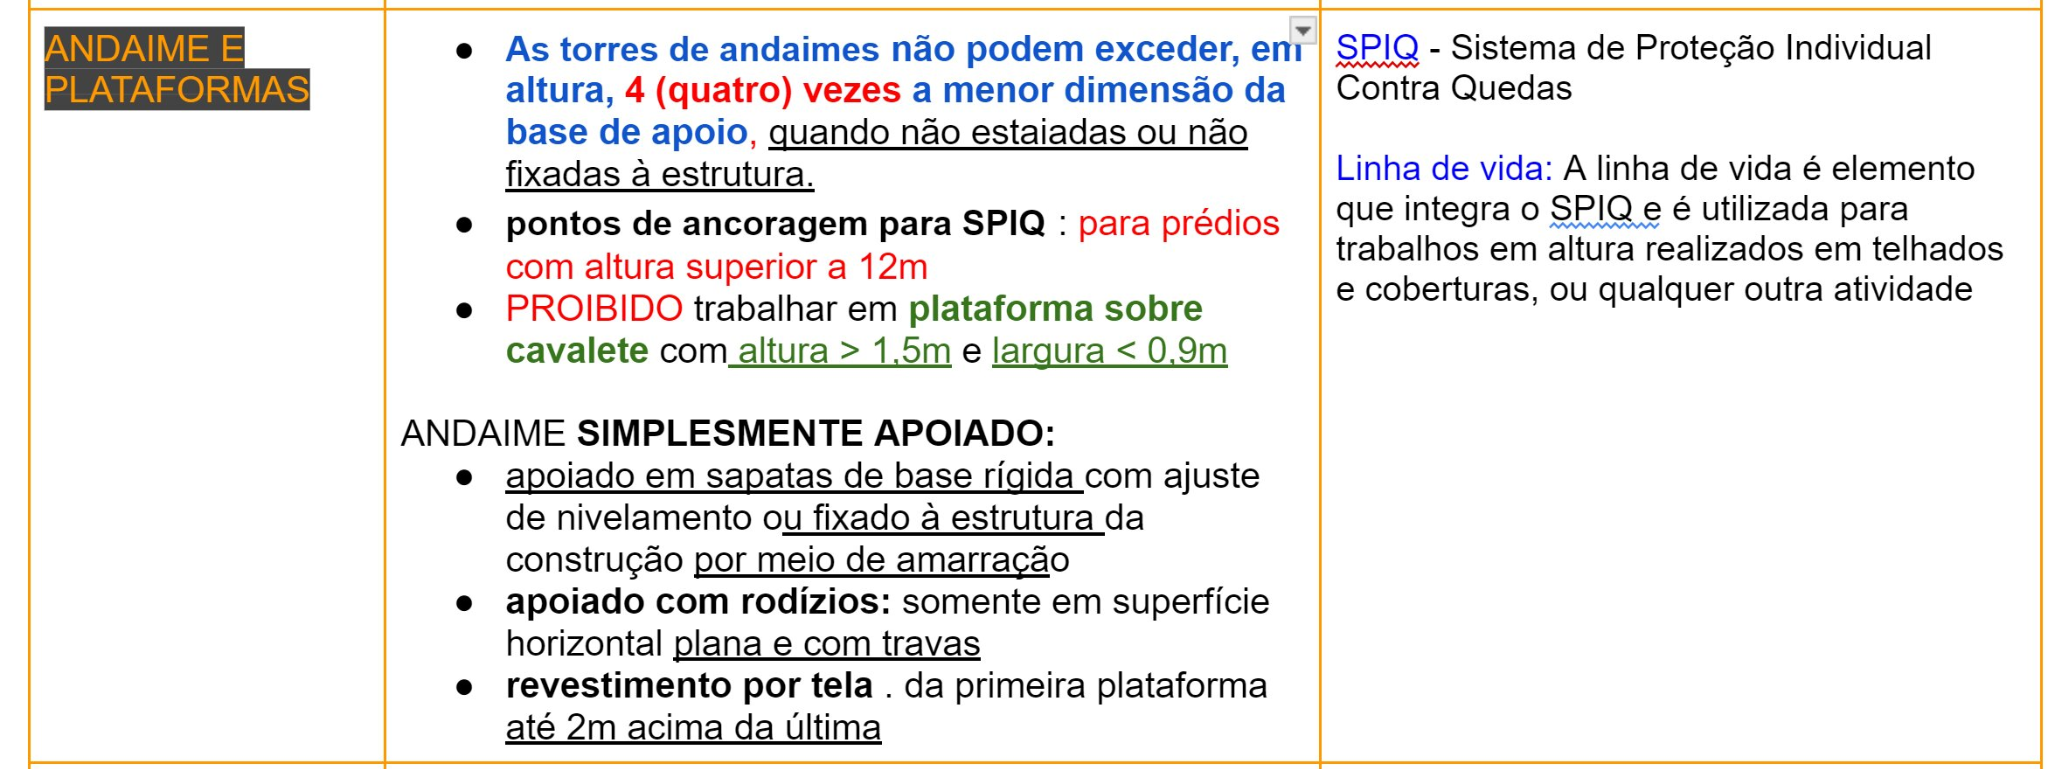 ANDAIME E
PLATAFORMAS
● As torres de andaimes não podem exceder, em
altura, 4 (quatro) vezes a menor dimensão da
base de apoio, quando não estaiadas ou não
fixadas à estrutura.
● pontos de ancoragem para SPIQ : para prédios
com altura superior a 12m
● PROIBIDO trabalhar em plataforma sobre
cavalete com altura > 1,5m e largura < 0,9m
ANDAIME SIMPLESMENTE APOIADO:
● apoiado em sapatas de base rígida com ajuste
de nivelamento ou fixado à estrutura da
construção por meio de amarração
● apoiado com rodízios: somente em superfície
horizontal plana e com travas
● revestimento por tela . da primeira plataforma
até 2m acima da última
SPIQ - Sistema de Proteção Individual
Contra Quedas
Linha de vida: A linha de vida é elemento
que integra o SPIQ e é utilizada para
trabalhos em altura realizados em telhados
e coberturas, ou qualquer outra atividade